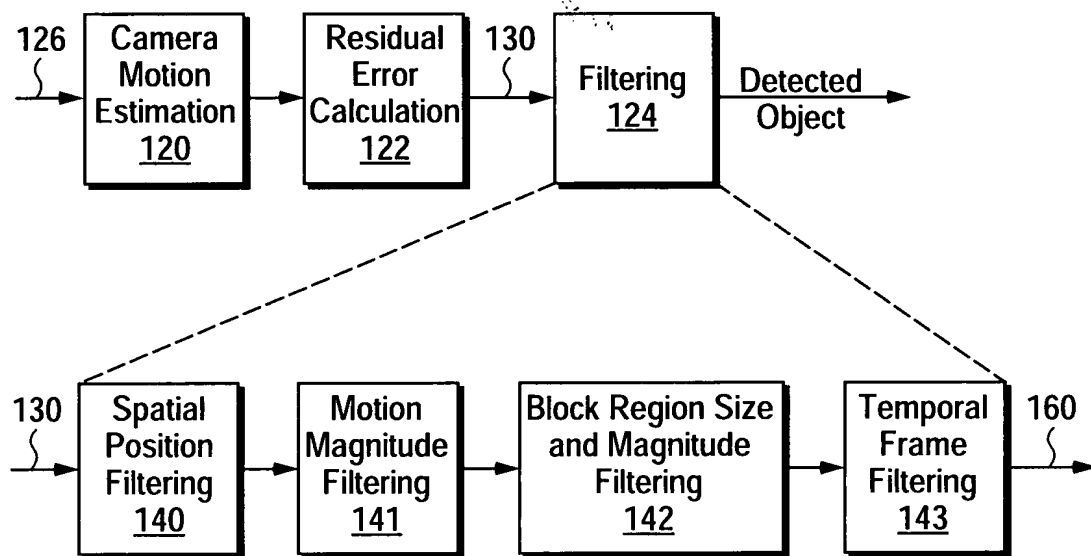 126
Camera
Motion
Estimation
120
Residual
Error
Calculation
122
130
Filtering
124
Detected
Object
130
Spatial
Position
Filtering
140
Motion
Magnitude
Filtering
141
Block Region Size
and Magnitude
Filtering
142
Temporal
Frame
Filtering
143
160